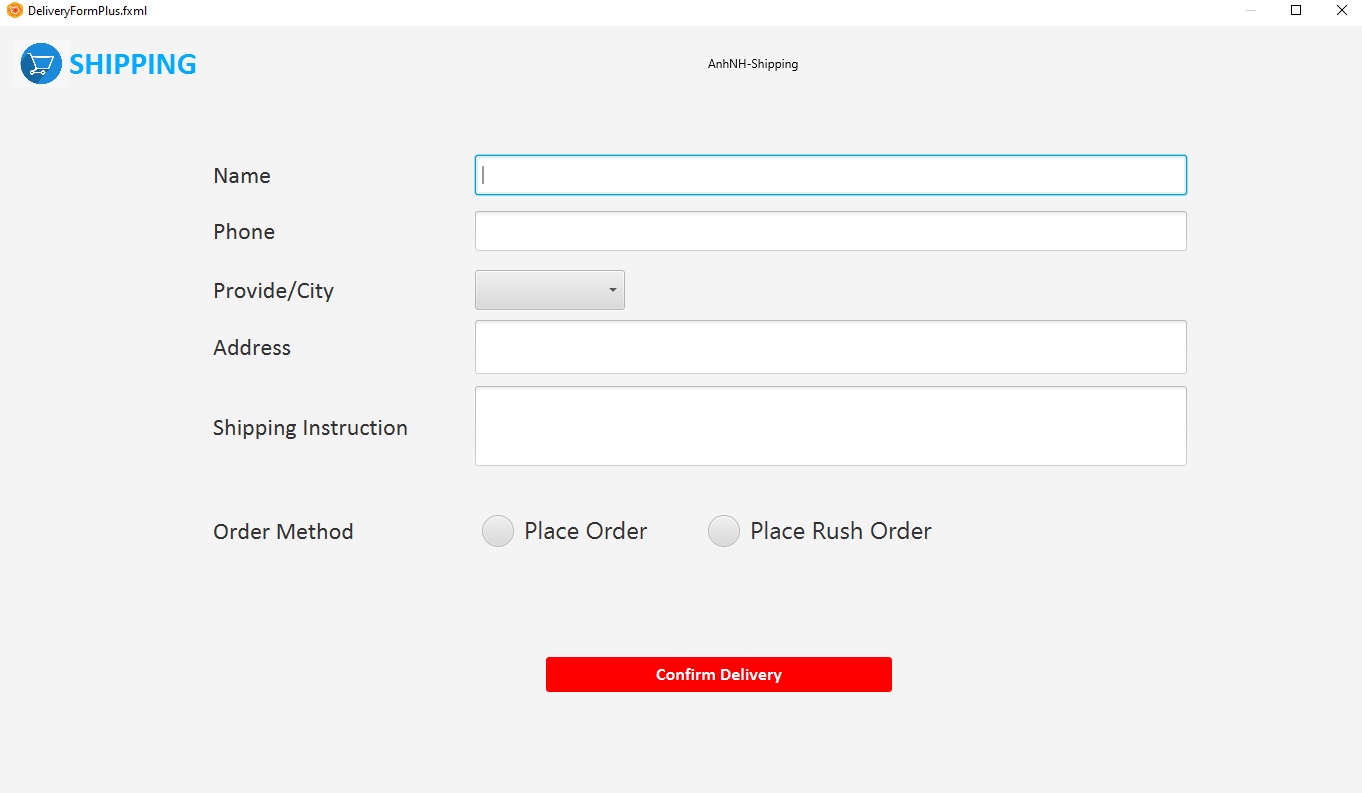 DeliveryFormPlus.fxml
SHIPPING
AnhNH-Shipping
Name
Phone
Provide/City
Address
Shipping Instruction
Order Method Place Order Place Rush Order
Confirm Delivery